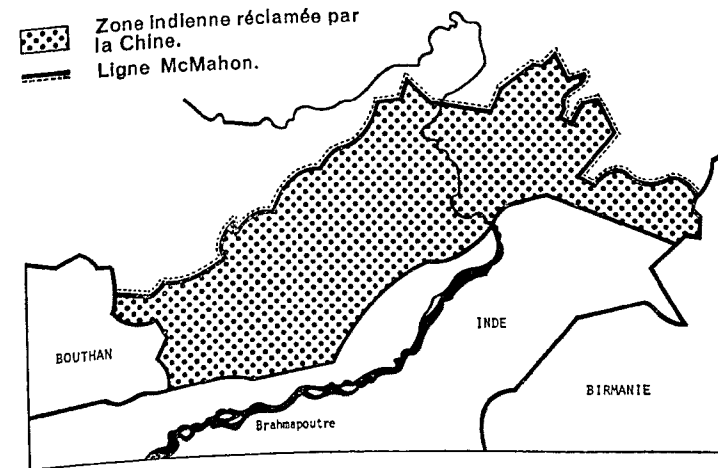 Zone indienne réclamée par
la Chine.
Ligne McMahon.
BOUTHAN
INDE
BIRMANIE
Brahmapoutre